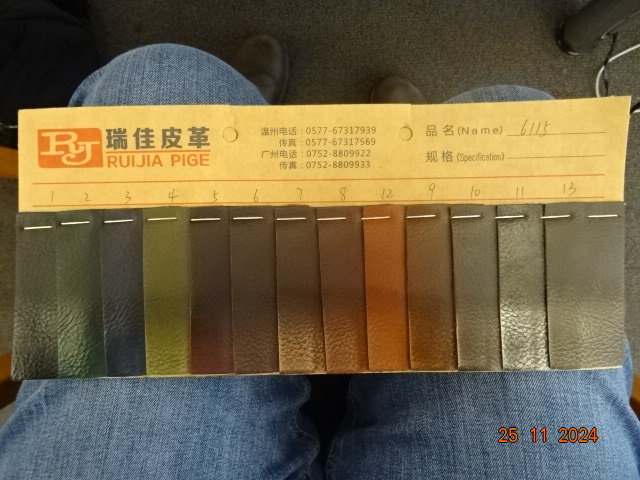 RJ
瑞佳皮革
RUIJIA PIGE
温州电话：0577-67317939
传真：0577-67317569
广州电话：0752-8809922
传真：0752-8809933
品名(Name) 6115
规格(Specification)
1 2 3 4 5 6 7 8 12 9 10 11 13
25 11 2024